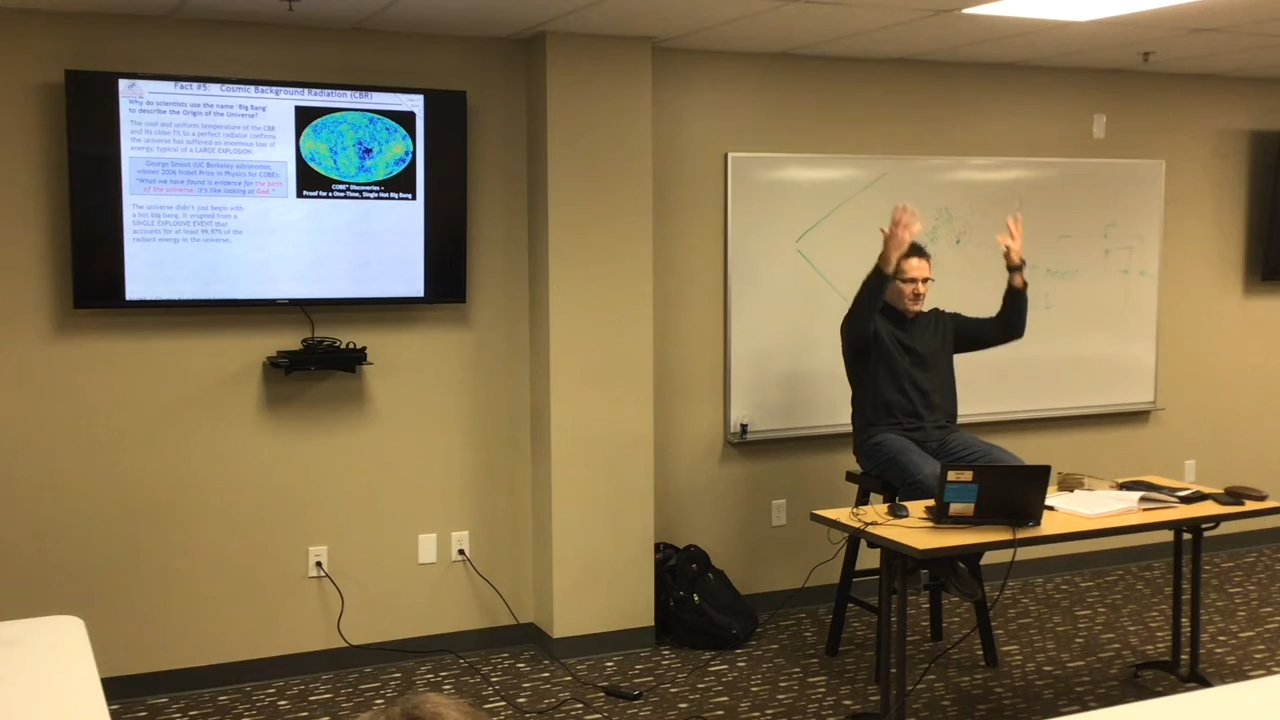 Fact #5: Cosmic Background Radiation (CBR)
Why do scientists use the name 'Big Bang'
to describe the Origin of the Universe?
The cool and uniform temperature of the CBR
and its close fit to a perfect radiator confirms
the universe has suffered an enormous loss of
energy, typical of a LARGE EXPLOSION.
George Smoot (UC Berkeley astronomer,
winner 2006 Nobel Prize in Physics for COBE):
"What we have found is evidence for the birth
of the universe. It's like looking at God."
The universe didn't just begin with
a hot big bang. It erupted from a
SINGLE EXPLOSIVE EVENT that
accounts for at least 99.97% of the
radiant energy in the universe.
COBE* Discoveries =
Proof for a One-Time, Single Hot Big Bang